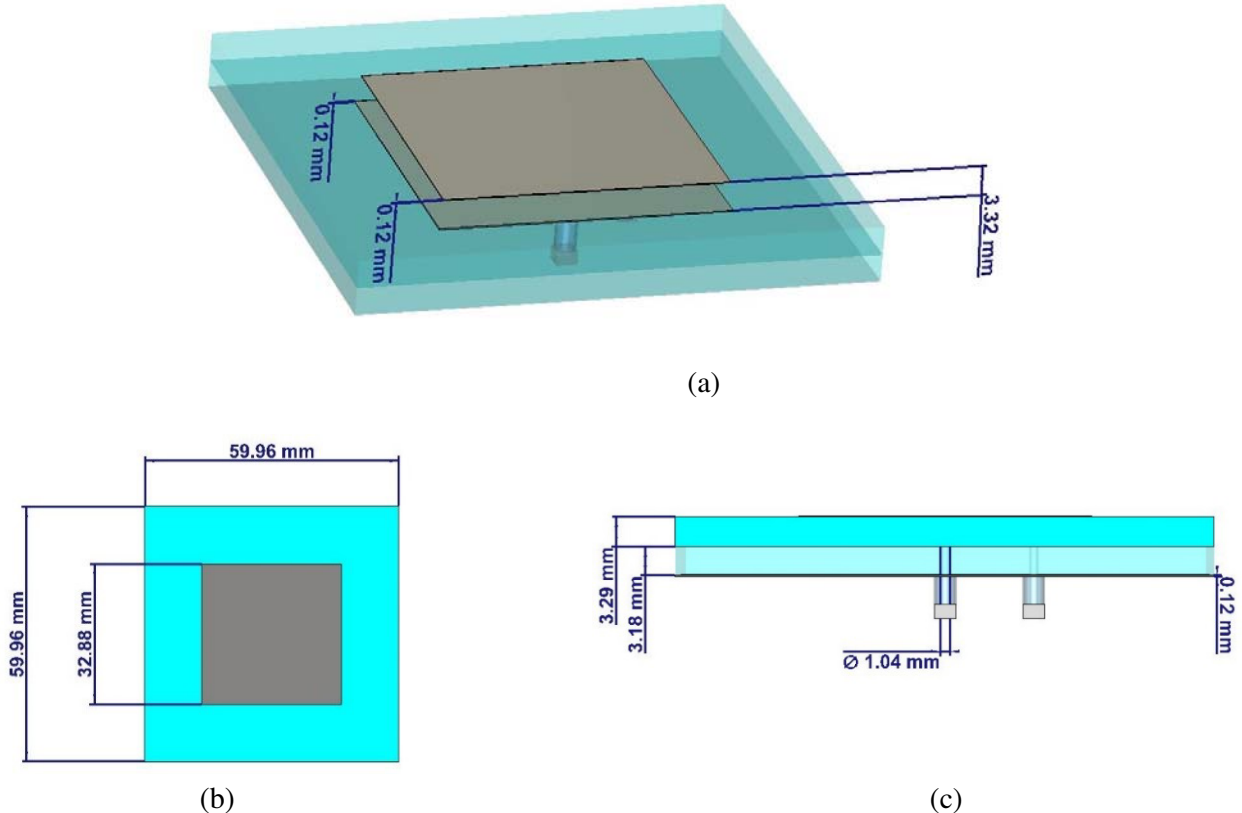 0.12 mm
0.12 mm
3.32 mm
(a)
59.96 mm
59.96 mm
32.88 mm
(b)
3.29 mm
3.18 mm
0.12 mm
∅ 1.04 mm
(c)